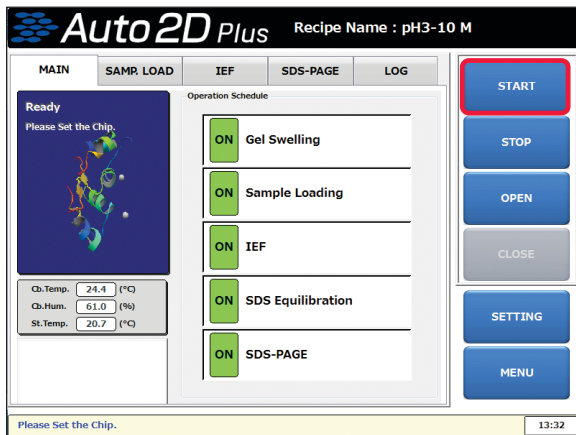 Auto2D Plus Recipe Name : pH3-10 M
MAIN SAMP. LOAD IEF SDS-PAGE LOG
Ready
Please Set the Chip.
Operation Schedule
ON Gel Swelling
ON Sample Loading
ON IEF
ON SDS Equilibration
ON SDS-PAGE
Cb.Temp. 24.4 (°C)
Cb.Hum. 61.0 (%)
St.Temp. 20.7 (°C)
START
STOP
OPEN
CLOSE
SETTING
MENU
Please Set the Chip. 13:32